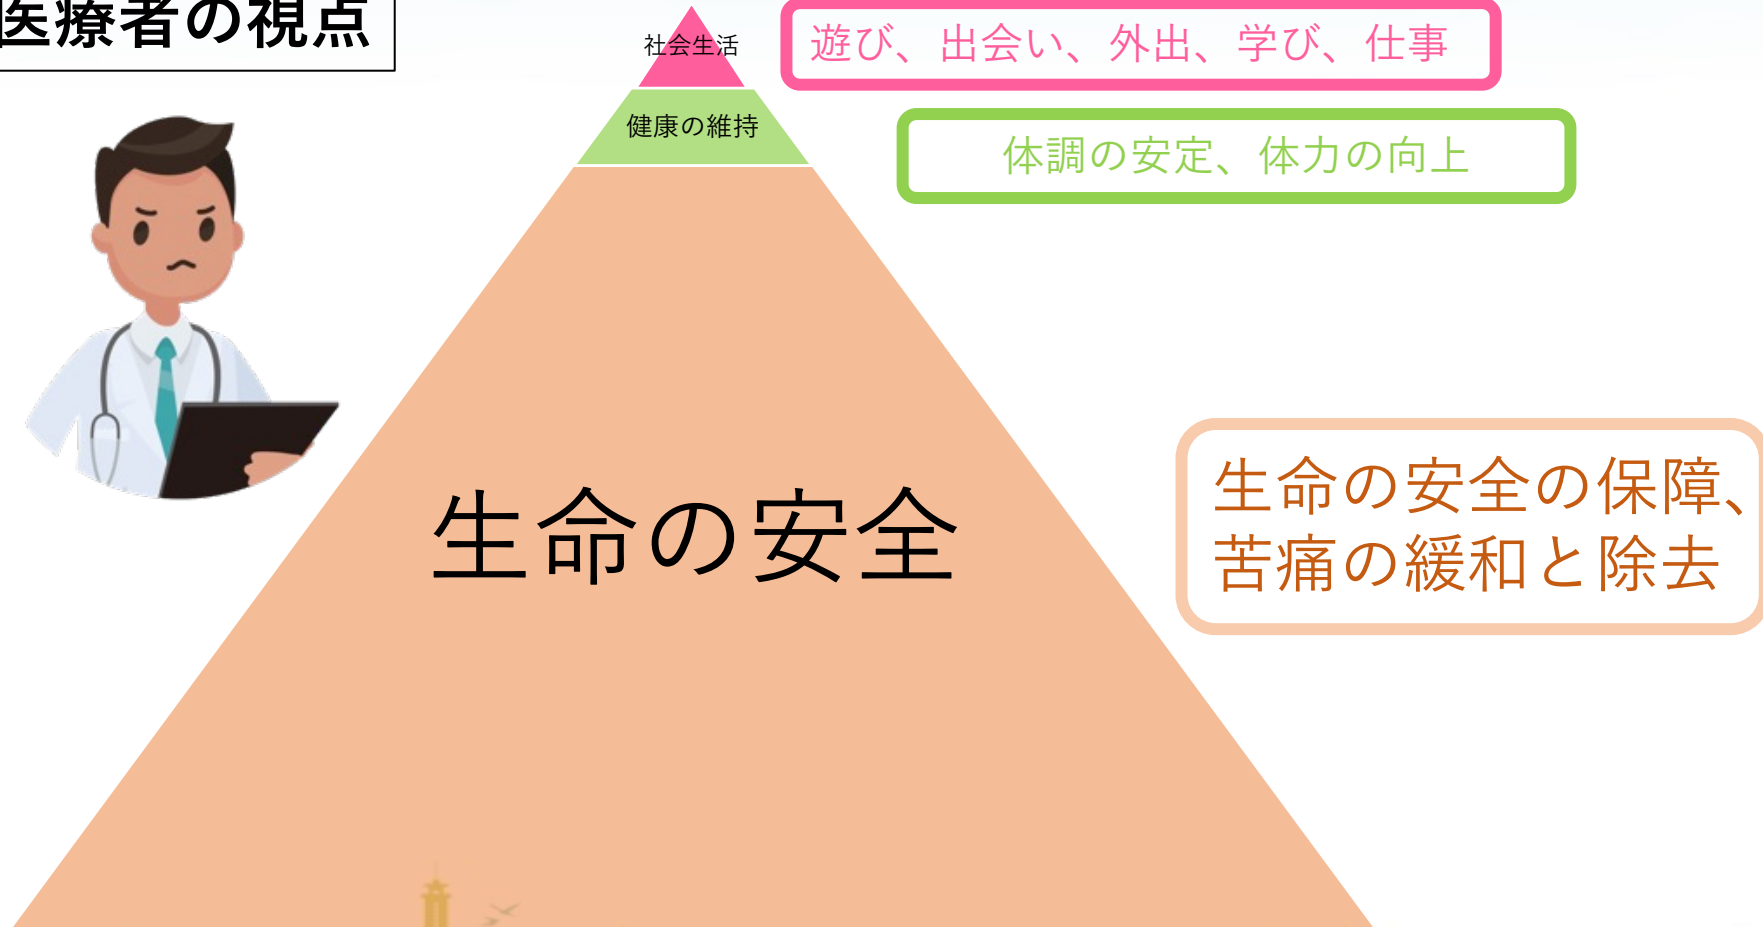 医療者の視点
社会生活
遊び、出会い、外出、学び、仕事
健康の維持
体調の安定、体力の向上
生命の安全
生命の安全の保障、
苦痛の緩和と除去